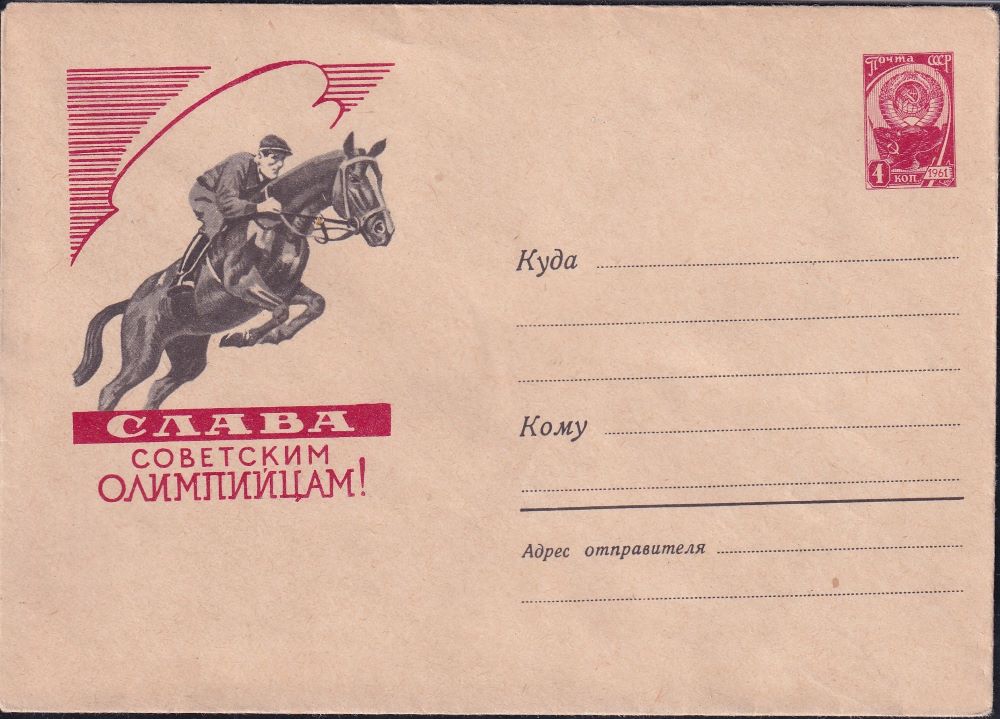 Почта СССР
4 КОП. 1961
Куда
Кому
СЛАВА
СОВЕТСКИМ
ОЛИМПИЙЦАМ!
Адрес отправителя